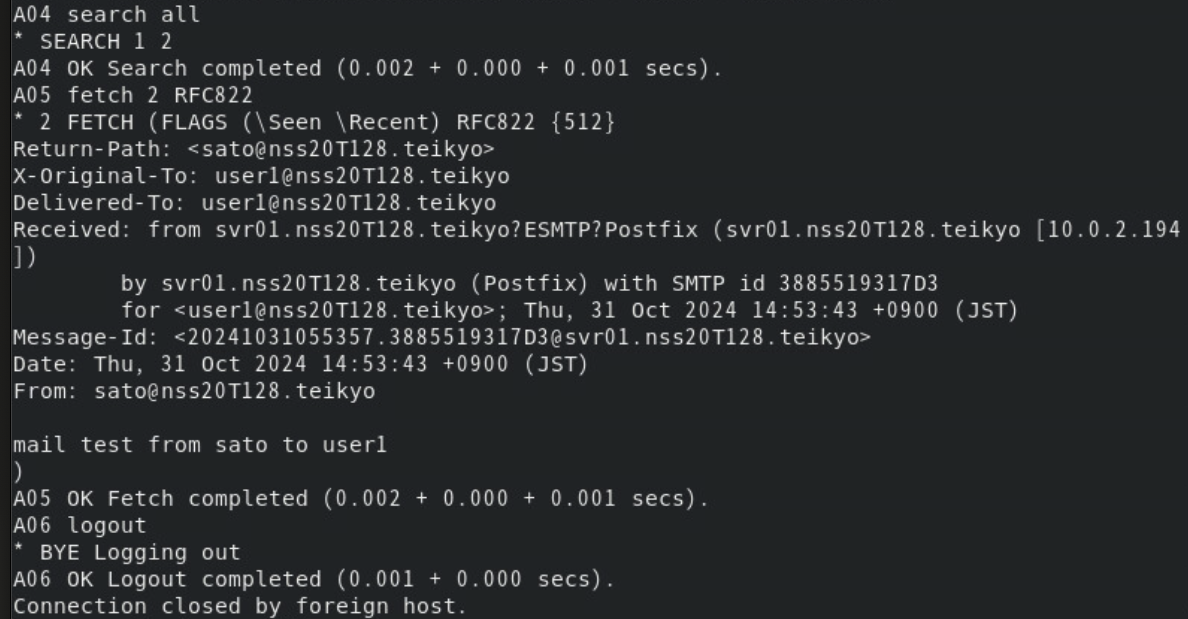 A04 search all
* SEARCH 1 2
A04 OK Search completed (0.002 + 0.000 + 0.001 secs).
A05 fetch 2 RFC822
* 2 FETCH (FLAGS (\Seen \Recent) RFC822 {512}
Return-Path: <sato@nss20T128.teikyo>
X-Original-To: user1@nss20T128.teikyo
Delivered-To: user1@nss20T128.teikyo
Received: from svr01.nss20T128.teikyo?ESMTP?Postfix (svr01.nss20T128.teikyo [10.0.2.194
])
        by svr01.nss20T128.teikyo (Postfix) with SMTP id 3885519317D3
        for <user1@nss20T128.teikyo>; Thu, 31 Oct 2024 14:53:43 +0900 (JST)
Message-Id: <20241031055357.3885519317D3@svr01.nss20T128.teikyo>
Date: Thu, 31 Oct 2024 14:53:43 +0900 (JST)
From: sato@nss20T128.teikyo

mail test from sato to user1
)
A05 OK Fetch completed (0.002 + 0.000 + 0.001 secs).
A06 logout
* BYE Logging out
A06 OK Logout completed (0.001 + 0.000 secs).
Connection closed by foreign host.